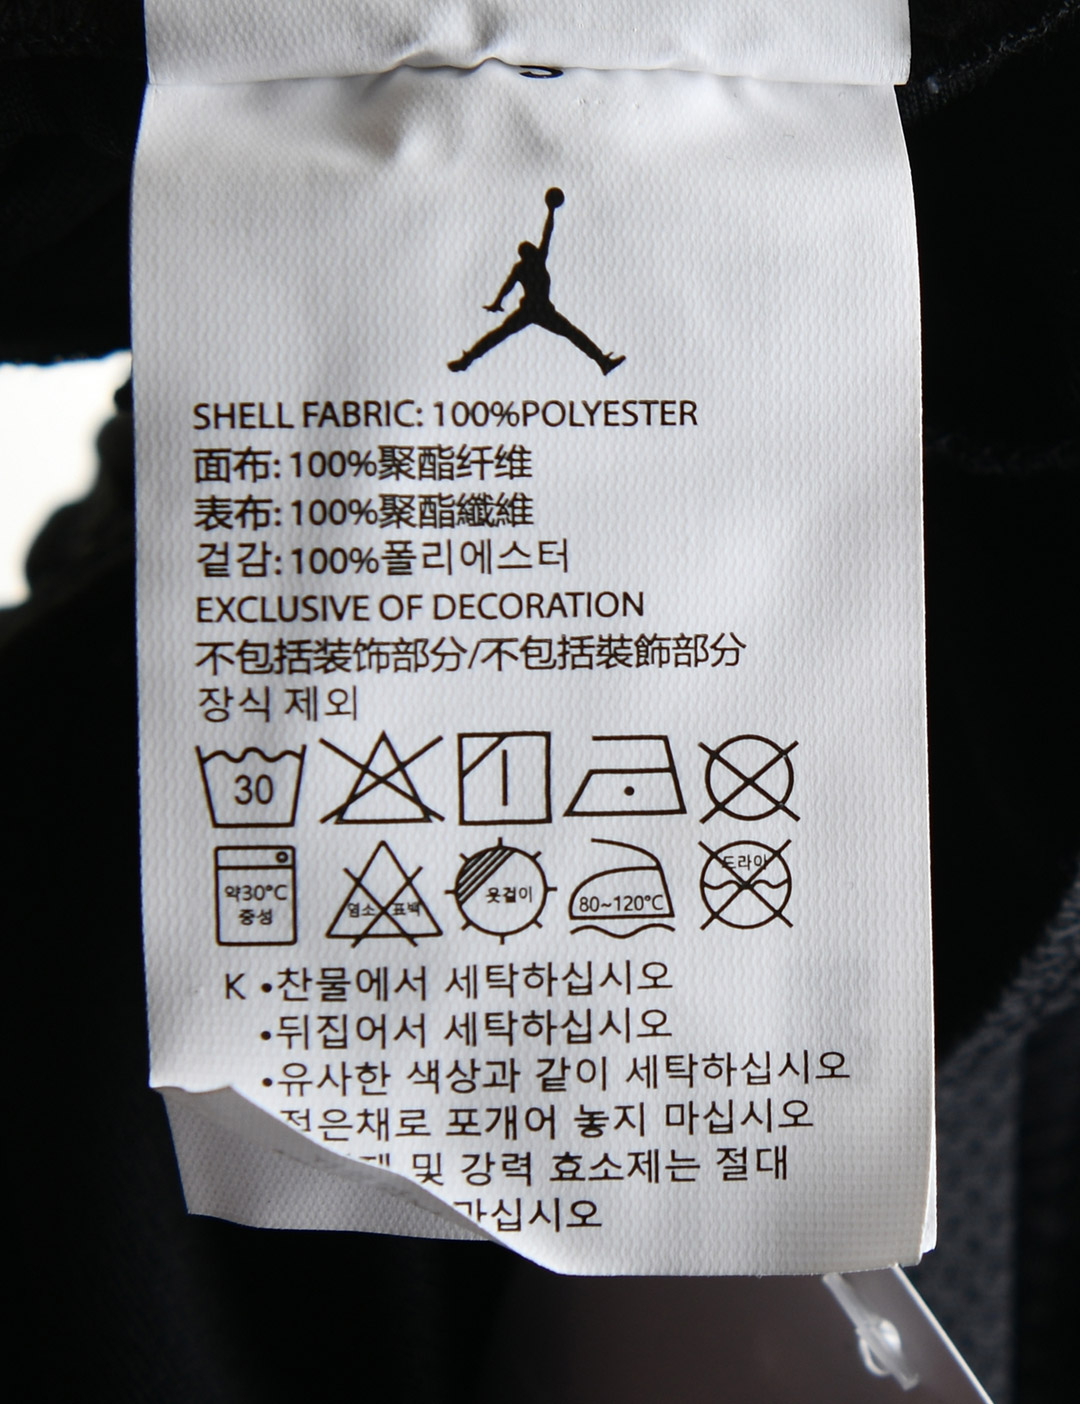 SHELL FABRIC: 100%POLYESTER
面布: 100%聚酯纤维
表布: 100%聚酯纖維
겉감: 100%폴리에스터
EXCLUSIVE OF DECORATION
不包括装饰部分/不包括裝飾部分
장식 제외
30
약30°C
중성
염소 표백
옷걸이
80~120°C
드라이
K •찬물에서 세탁하십시오
•뒤집어서 세탁하십시오
•유사한 색상과 같이 세탁하십시오
젖은채로 포개어 놓지 마십시오
및 강력 효소제는 절대
마십시오